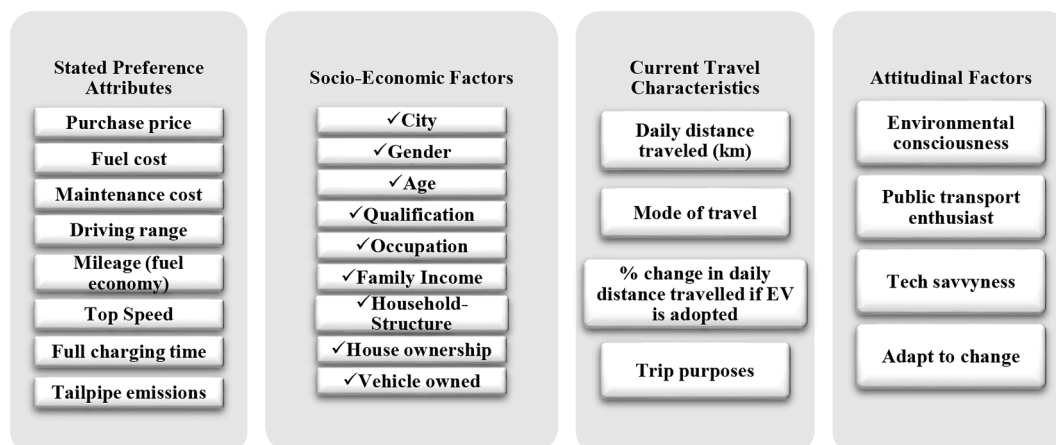 Stated Preference
Attributes
Purchase price
Fuel cost
Maintenance cost
Driving range
Mileage (fuel
economy)
Top Speed
Full charging time
Tailpipe emissions
Socio-Economic Factors
✓City
✓Gender
✓Age
✓Qualification
✓Occupation
✓Family Income
✓Household-
Structure
✓House ownership
✓Vehicle owned
Current Travel
Characteristics
Daily distance
traveled (km)
Mode of travel
% change in daily
distance travelled if EV
is adopted
Trip purposes
Attitudinal Factors
Environmental
consciousness
Public transport
enthusiast
Tech savvyness
Adapt to change